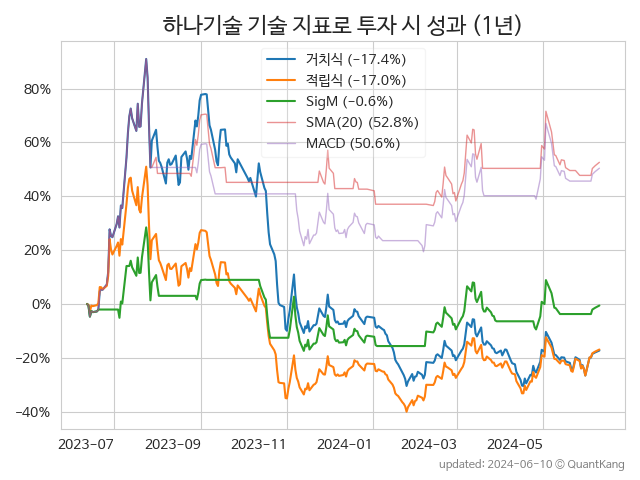 하나기술 기술 지표로 투자 시 성과 (1년)
거치식 (−17.4%)
적립식 (−17.0%)
SigM (−0.6%)
SMA(20) (52.8%)
MACD (50.6%)
80%
60%
40%
20%
0%
−20%
−40%
2023−07 2023−09 2023−11 2024−01 2024−03 2024−05
updated: 2024−06−10 ⓒ QuantKang